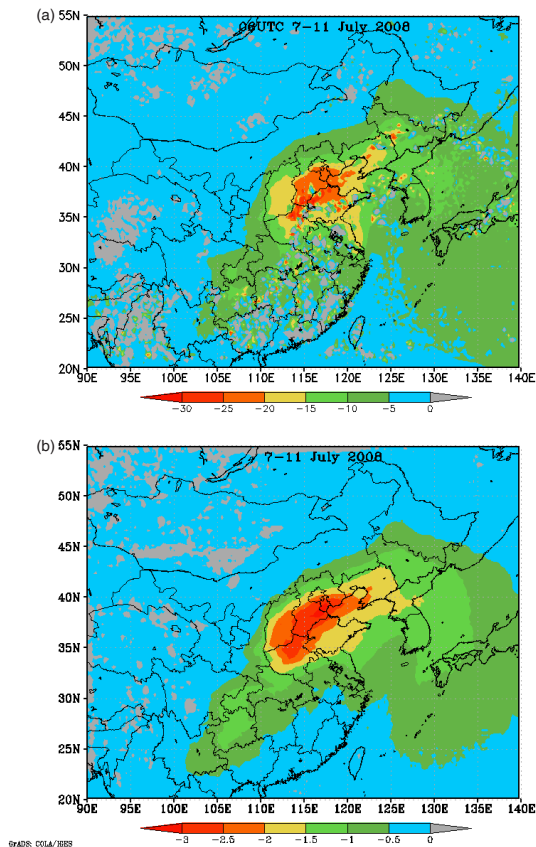 (a)
06UTC 7-11 July 2008
55N
50N
45N
40N
35N
30N
25N
20N
90E 95E 100E 105E 110E 115E 120E 125E 130E 135E 140E
-30 -25 -20 -15 -10 -5 0
(b)
7-11 July 2008
55N
50N
45N
40N
35N
30N
25N
20N
90E 95E 100E 105E 110E 115E 120E 125E 130E 135E 140E
-3 -2.5 -2 -1.5 -1 -0.5 0
GrADS: COLA/IGES